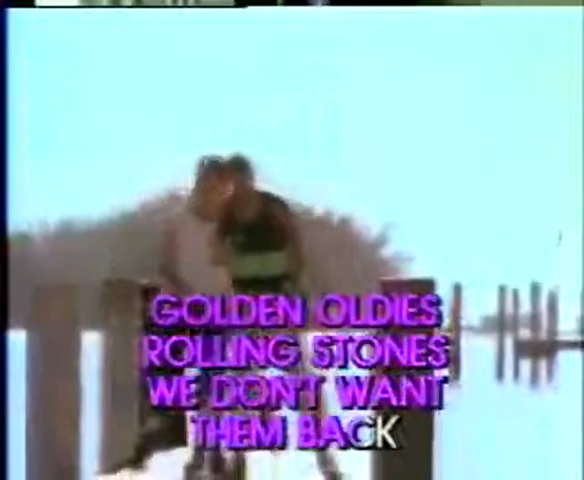 GOLDEN OLDIES
ROLLING STONES
WE DON'T WANT
THEM BACK